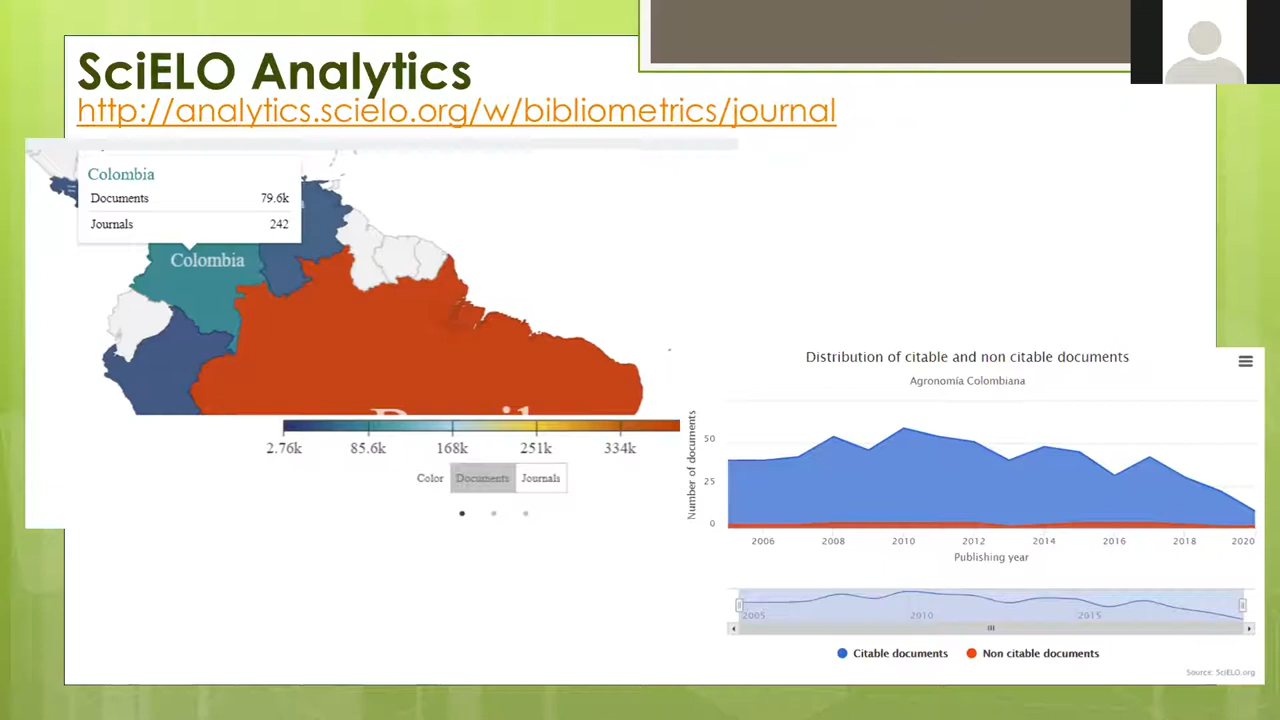 SciELO Analytics
http://analytics.scielo.org/w/bibliometrics/journal
Colombia
Documents 79.6k
Journals 242
Colombia
2.76k 85.6k 168k 251k 334k
Color Documents Journals
Distribution of citable and non citable documents
Agronomía Colombiana
Number of documents
50
25
0
2006 2008 2010 2012 2014 2016 2018 2020
Publishing year
2005 2010 2015
Citable documents Non citable documents
Source: SciELO.org